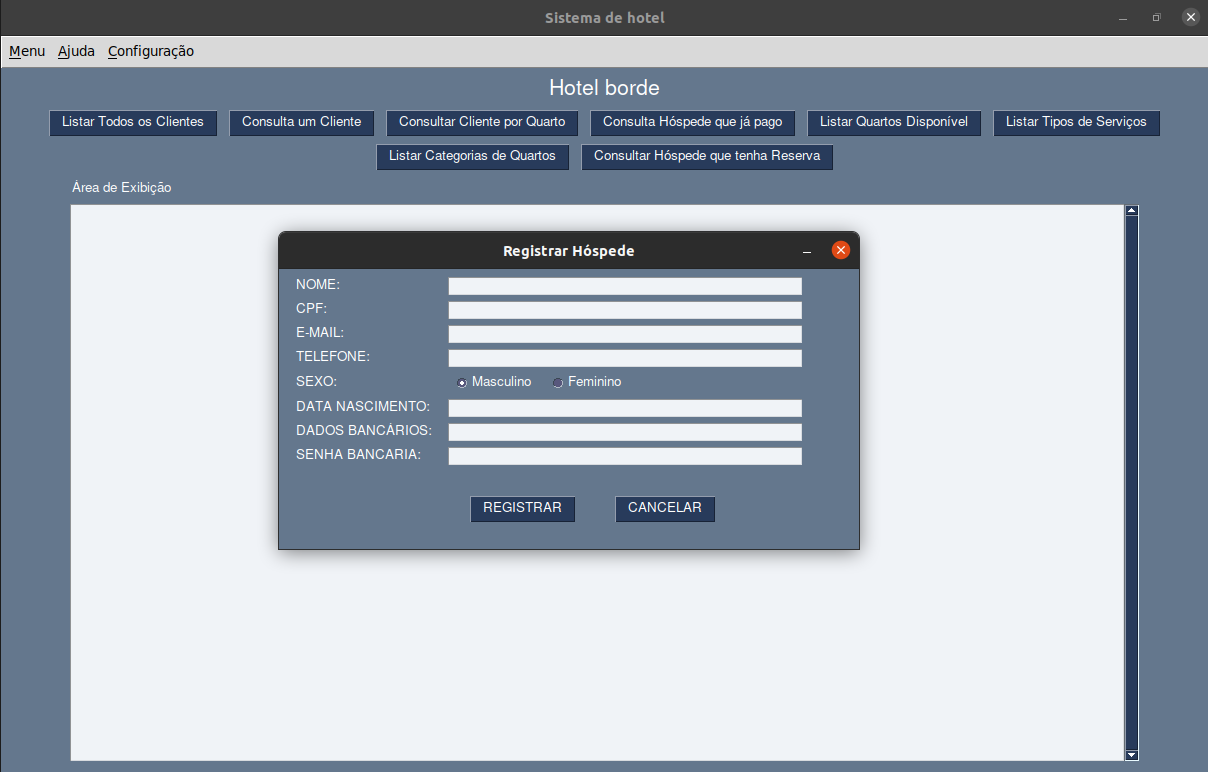 Sistema de hotel
Menu Ajuda Configuração
Hotel borde
Listar Todos os Clientes Consulta um Cliente Consultar Cliente por Quarto Consulta Hóspede que já pago Listar Quartos Disponível Listar Tipos de Serviços
Listar Categorias de Quartos Consultar Hóspede que tenha Reserva
Área de Exibição
Registrar Hóspede
NOME:
CPF:
E-MAIL:
TELEFONE:
SEXO: Masculino Feminino
DATA NASCIMENTO:
DADOS BANCÁRIOS:
SENHA BANCARIA:
REGISTRAR CANCELAR